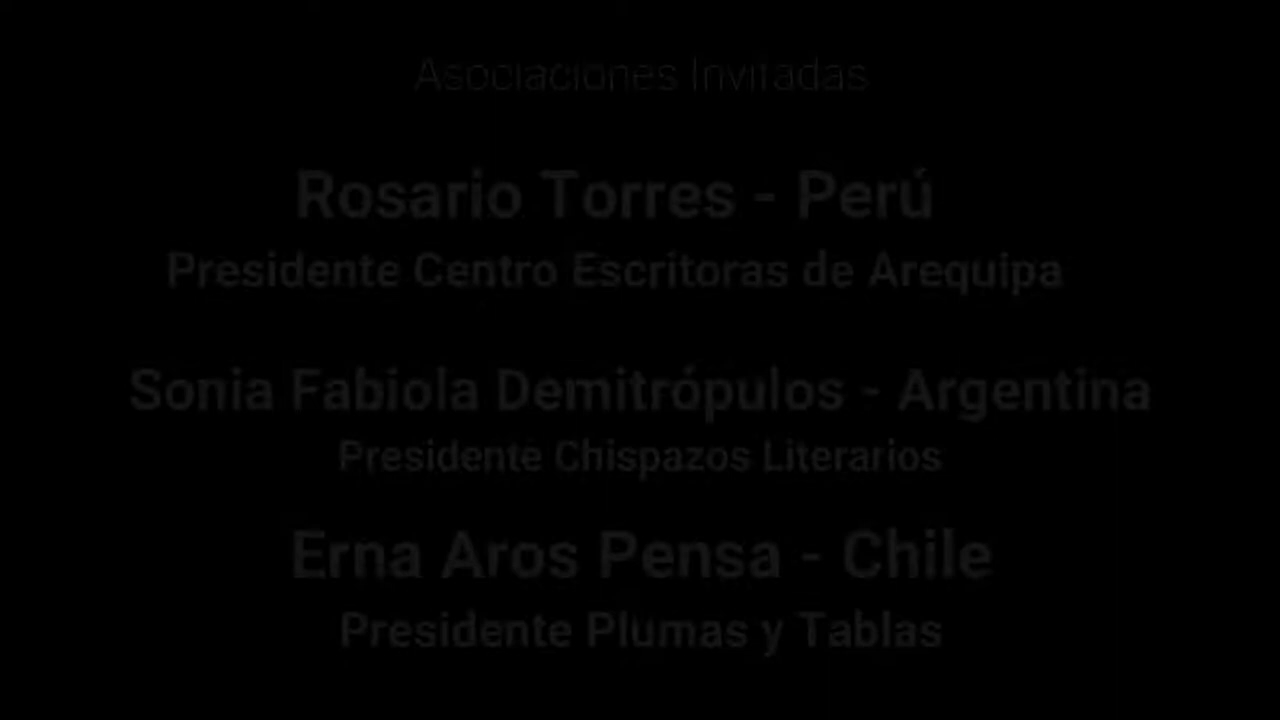 Asociaciones Invitadas
Rosario Torres - Perú
Presidente Centro Escritoras de Arequipa
Sonia Fabiola Demitrópulos - Argentina
Presidente Chispazos Literarios
Erna Aros Pensa - Chile
Presidente Plumas y Tablas